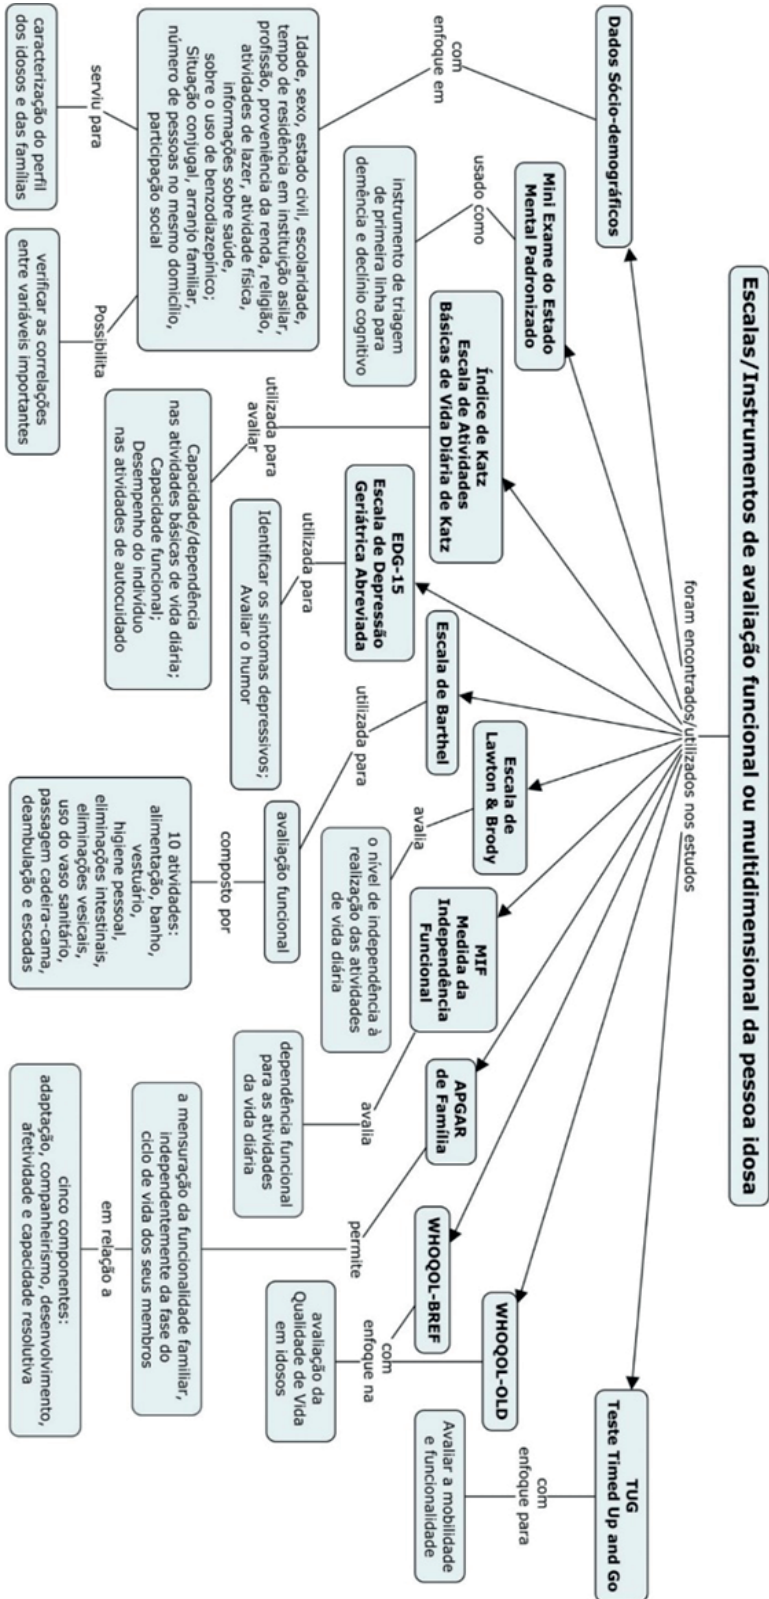 Escalas/Instrumentos de avaliação funcional ou multidimensional da pessoa idosa
foram encontrados/utilizados nos estudos
Dados Sócio-demográficos
com
enfoque em
Idade, sexo, estado civil, escolaridade,
tempo de residência em instituição asilar,
profissão, proveniência da renda, religião,
atividades de lazer, atividade física,
informações sobre saúde,
sobre o uso de benzodiazepínico;
Situação conjugal, arranjo familiar,
número de pessoas no mesmo domicílio,
participação social
serviu para
caracterização do perfil
dos idosos e das famílias
Possibilita
verificar as correlações
entre variáveis importantes
Mini Exame do Estado
Mental Padronizado
usado como
instrumento de triagem
de primeira linha para
demência e declínio cognitivo
Índice de Katz
Escala de Atividades
Básicas de Vida Diária de Katz
utilizada para
avaliar
Capacidade/dependência
nas atividades básicas de vida diária;
Capacidade funcional;
Desempenho do indivíduo
nas atividades de autocuidado
EDG-15
Escala de Depressão
Geriátrica Abreviada
utilizada para
Identificar os sintomas depressivos;
Avaliar o humor
Escala de Barthel
utilizada para
avaliação funcional
composto por
10 atividades:
alimentação, banho,
vestuário,
higiene pessoal,
eliminações intestinais,
eliminações vesicais,
uso do vaso sanitário,
passagem cadeira-cama,
deambulação e escadas
Escala de
Lawton & Brody
avalia
o nível de independência à
realização das atividades
de vida diária
MIF
Medida da
Independência
Funcional
avalia
dependência funcional
para as atividades
da vida diária
APGAR
de Família
permite
a mensuração da funcionalidade familiar,
independentemente da fase do
ciclo de vida dos seus membros
em relação a
cinco componentes:
adaptação, companheirismo, desenvolvimento,
afetividade e capacidade resolutiva
WHOQOL-BREF
WHOQOL-OLD
com
enfoque na
avaliação da
Qualidade de Vida
em idosos
TUG
Teste Timed Up and Go
com
enfoque para
Avaliar a mobilidade
e funcionalidade